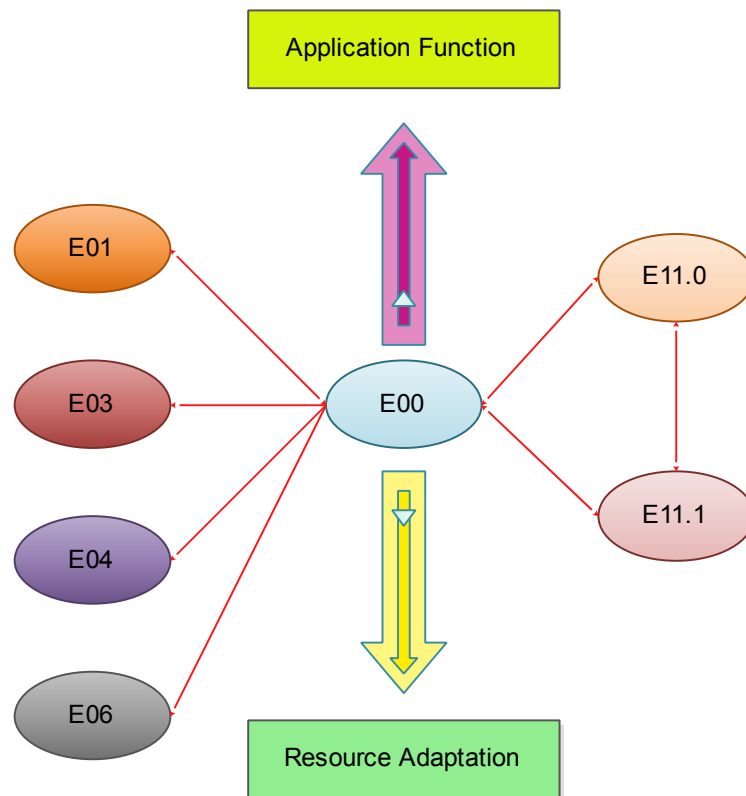 Application Function
E01
E11.0
E03
E00
E04
E11.1
E06
Resource Adaptation